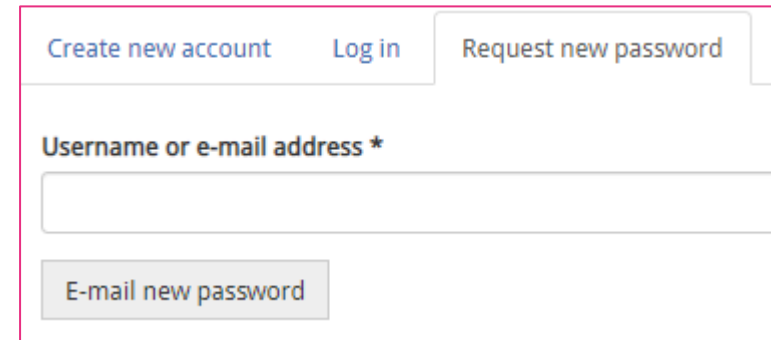 Create new account Log in Request new password
Username or e-mail address *
E-mail new password